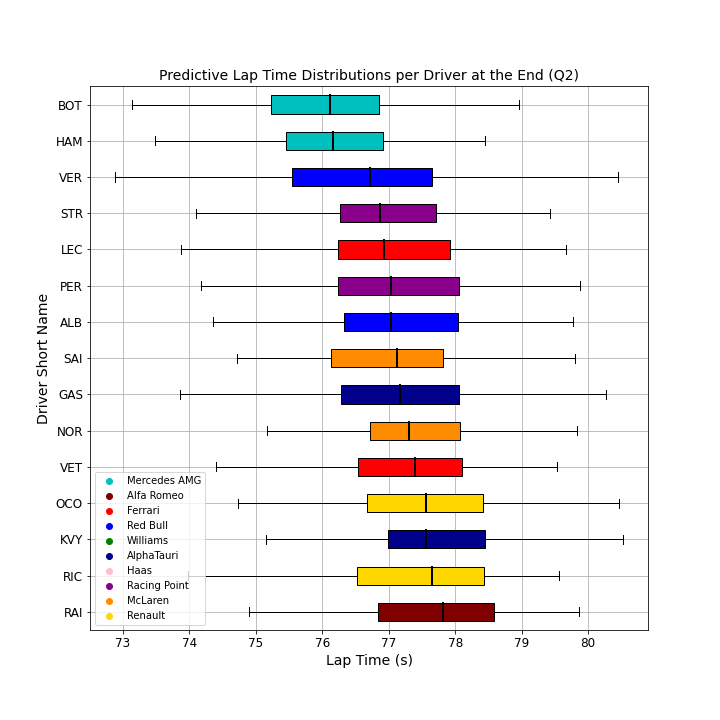 Predictive Lap Time Distributions per Driver at the End (Q2)
BOT
HAM
VER
STR
LEC
PER
ALB
SAI
GAS
NOR
VET
OCO
KVY
RIC
RAI
Driver Short Name
Mercedes AMG
Alfa Romeo
Ferrari
Red Bull
Williams
AlphaTauri
Haas
Racing Point
McLaren
Renault
73 74 75 76 77 78 79 80
Lap Time (s)